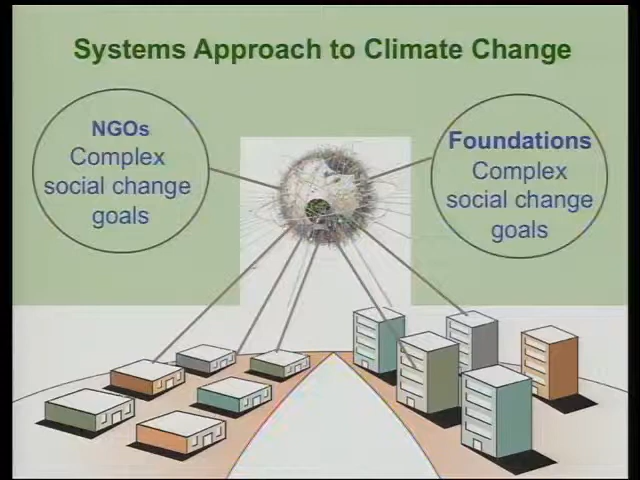 Systems Approach to Climate Change
NGOs
Complex
social change
goals
Foundations
Complex
social change
goals